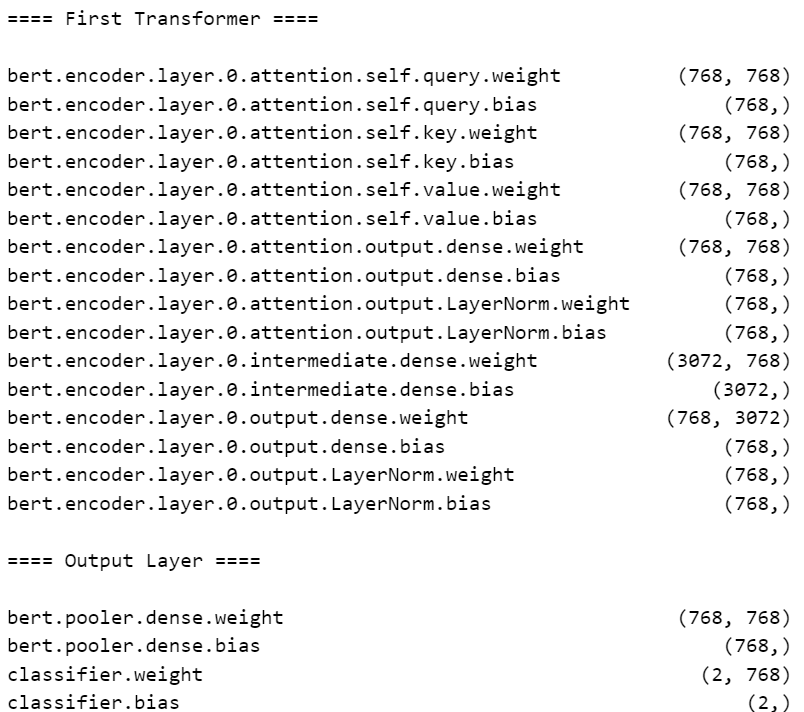 ==== First Transformer ====
bert.encoder.layer.0.attention.self.query.weight (768, 768)
bert.encoder.layer.0.attention.self.query.bias (768,)
bert.encoder.layer.0.attention.self.key.weight (768, 768)
bert.encoder.layer.0.attention.self.key.bias (768,)
bert.encoder.layer.0.attention.self.value.weight (768, 768)
bert.encoder.layer.0.attention.self.value.bias (768,)
bert.encoder.layer.0.attention.output.dense.weight (768, 768)
bert.encoder.layer.0.attention.output.dense.bias (768,)
bert.encoder.layer.0.attention.output.LayerNorm.weight (768,)
bert.encoder.layer.0.attention.output.LayerNorm.bias (768,)
bert.encoder.layer.0.intermediate.dense.weight (3072, 768)
bert.encoder.layer.0.intermediate.dense.bias (3072,)
bert.encoder.layer.0.output.dense.weight (768, 3072)
bert.encoder.layer.0.output.dense.bias (768,)
bert.encoder.layer.0.output.LayerNorm.weight (768,)
bert.encoder.layer.0.output.LayerNorm.bias (768,)
==== Output Layer ====
bert.pooler.dense.weight (768, 768)
bert.pooler.dense.bias (768,)
classifier.weight (2, 768)
classifier.bias (2,)